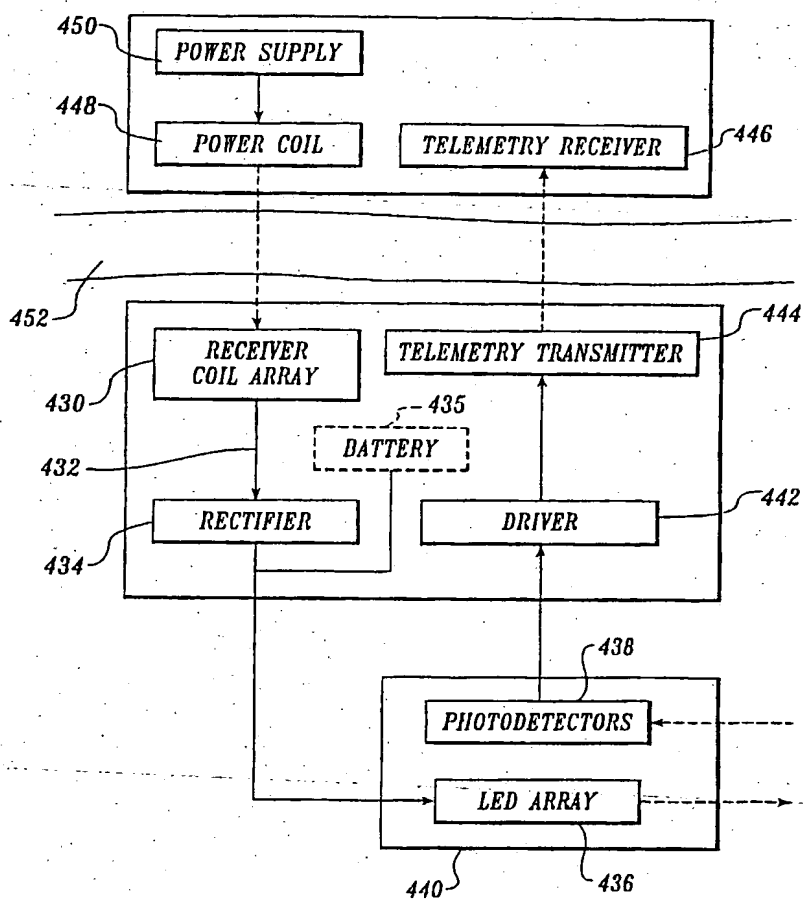 450
POWER SUPPLY
448
POWER COIL
TELEMETRY RECEIVER
446
452
444
RECEIVER
COIL ARRAY
TELEMETRY TRANSMITTER
430
435
BATTERY
432
RECTIFIER
DRIVER
442
434
438
PHOTODETECTORS
LED ARRAY
440
436